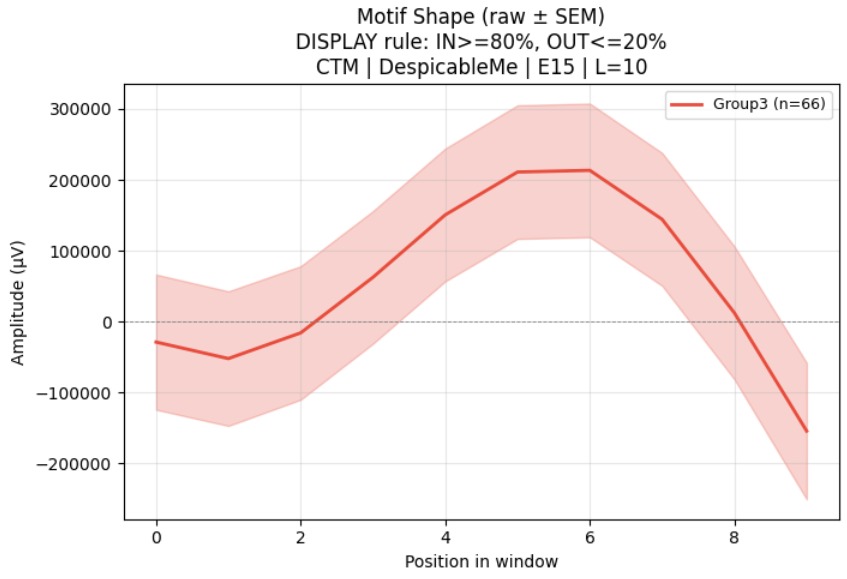 Motif Shape (raw ± SEM)
DISPLAY rule: IN>=80%, OUT<=20%
CTM | DespicableMe | E15 | L=10
Group3 (n=66)
300000
200000
100000
0
−100000
−200000
Amplitude (µV)
0 2 4 6 8
Position in window